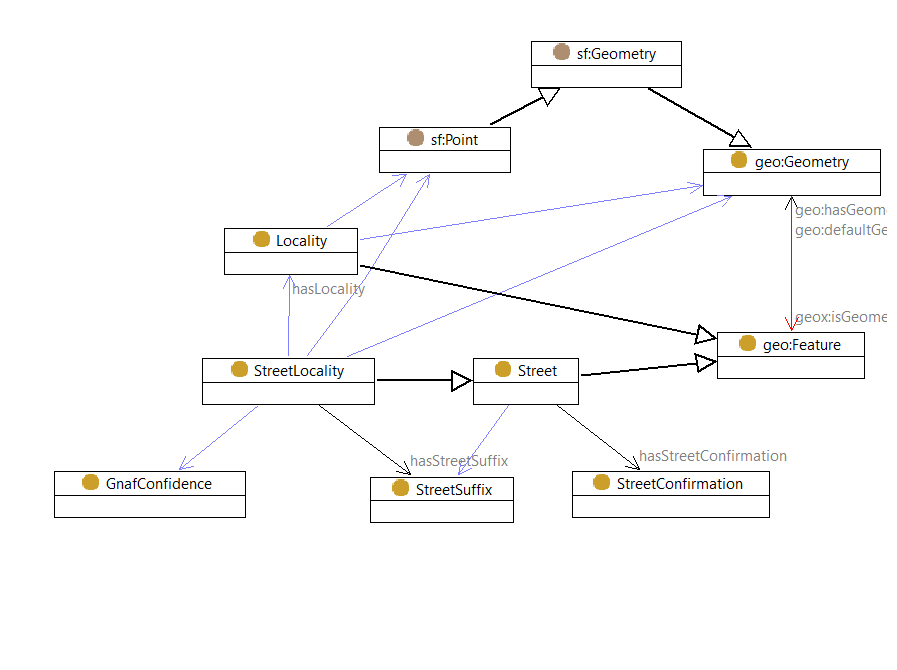 sf:Geometry
sf:Point
geo:Geometry
geo:hasGeom
geo:defaultGe
Locality
hasLocality
geox:isGeome
geo:Feature
StreetLocality
Street
hasStreetSuffix
hasStreetConfirmation
GnafConfidence
StreetSuffix
StreetConfirmation